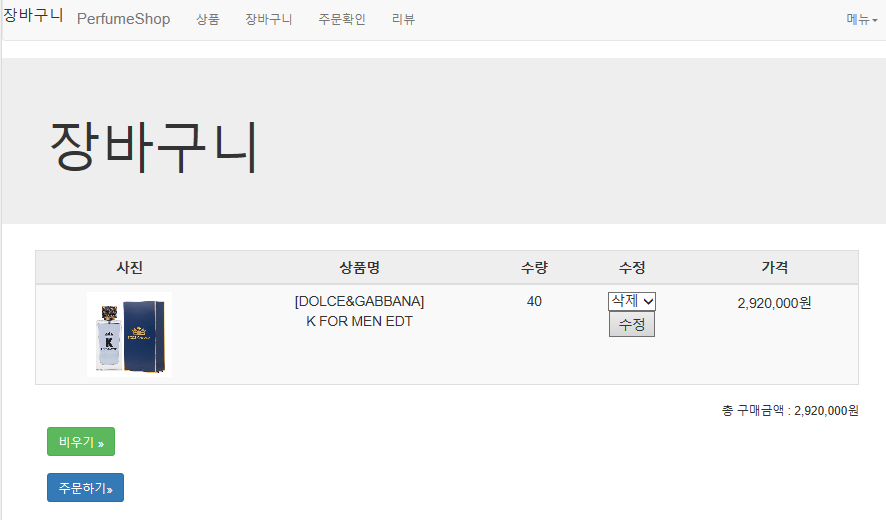 장바구니 PerfumeShop 상품 장바구니 주문확인 리뷰 메뉴
장바구니
사진 상품명 수량 수정 가격
[DOLCE&GABBANA] 40 삭제 2,920,000원
K FOR MEN EDT 수정
K
총 구매금액 : 2,920,000원
비우기 »
주문하기»